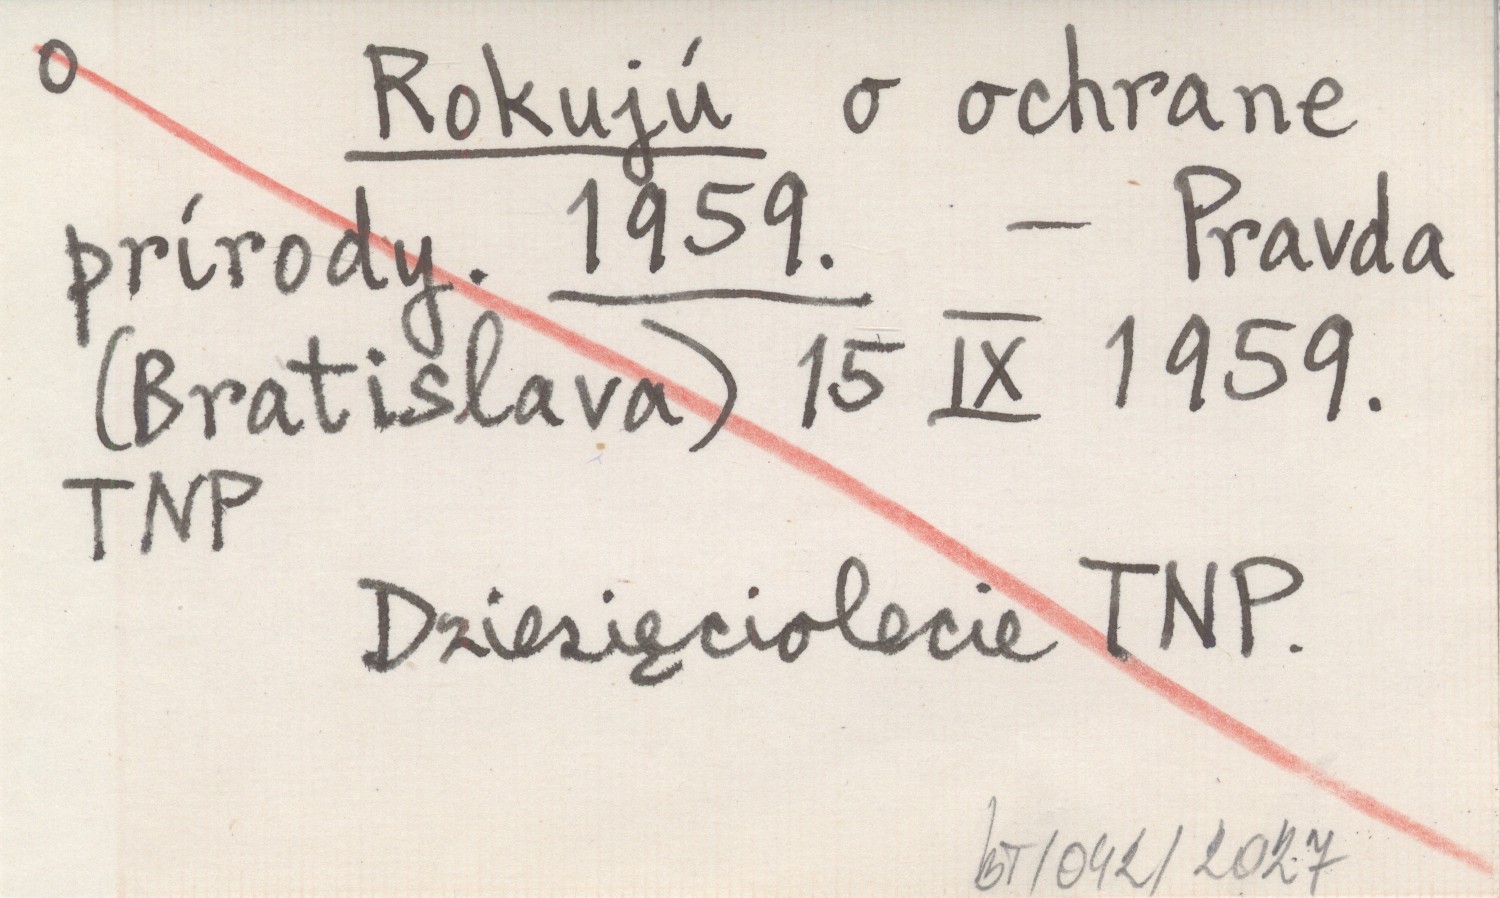 o Rokujú o ochrane
prírody. 1959. — Pravda
(Bratislava) 15 IX 1959.
TNP
Dziesięciolecie TNP.
bT/042/2027